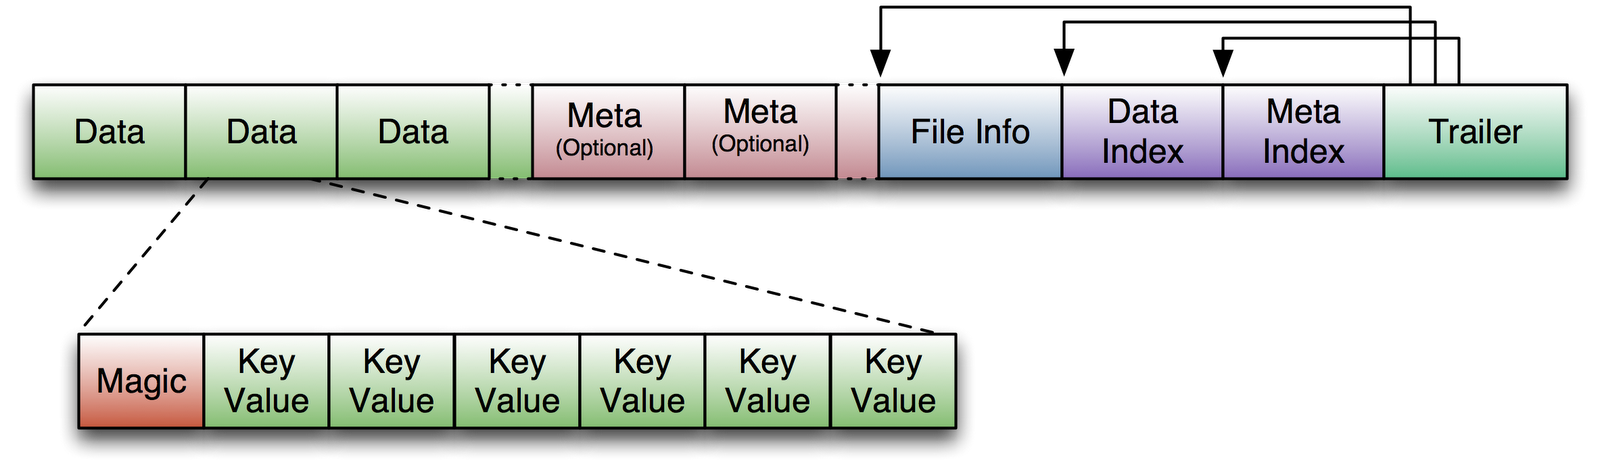 Data
Data
Data
Meta
(Optional)
Meta
(Optional)
File Info
Data
Index
Meta
Index
Trailer
Magic
Key
Value
Key
Value
Key
Value
Key
Value
Key
Value
Key
Value